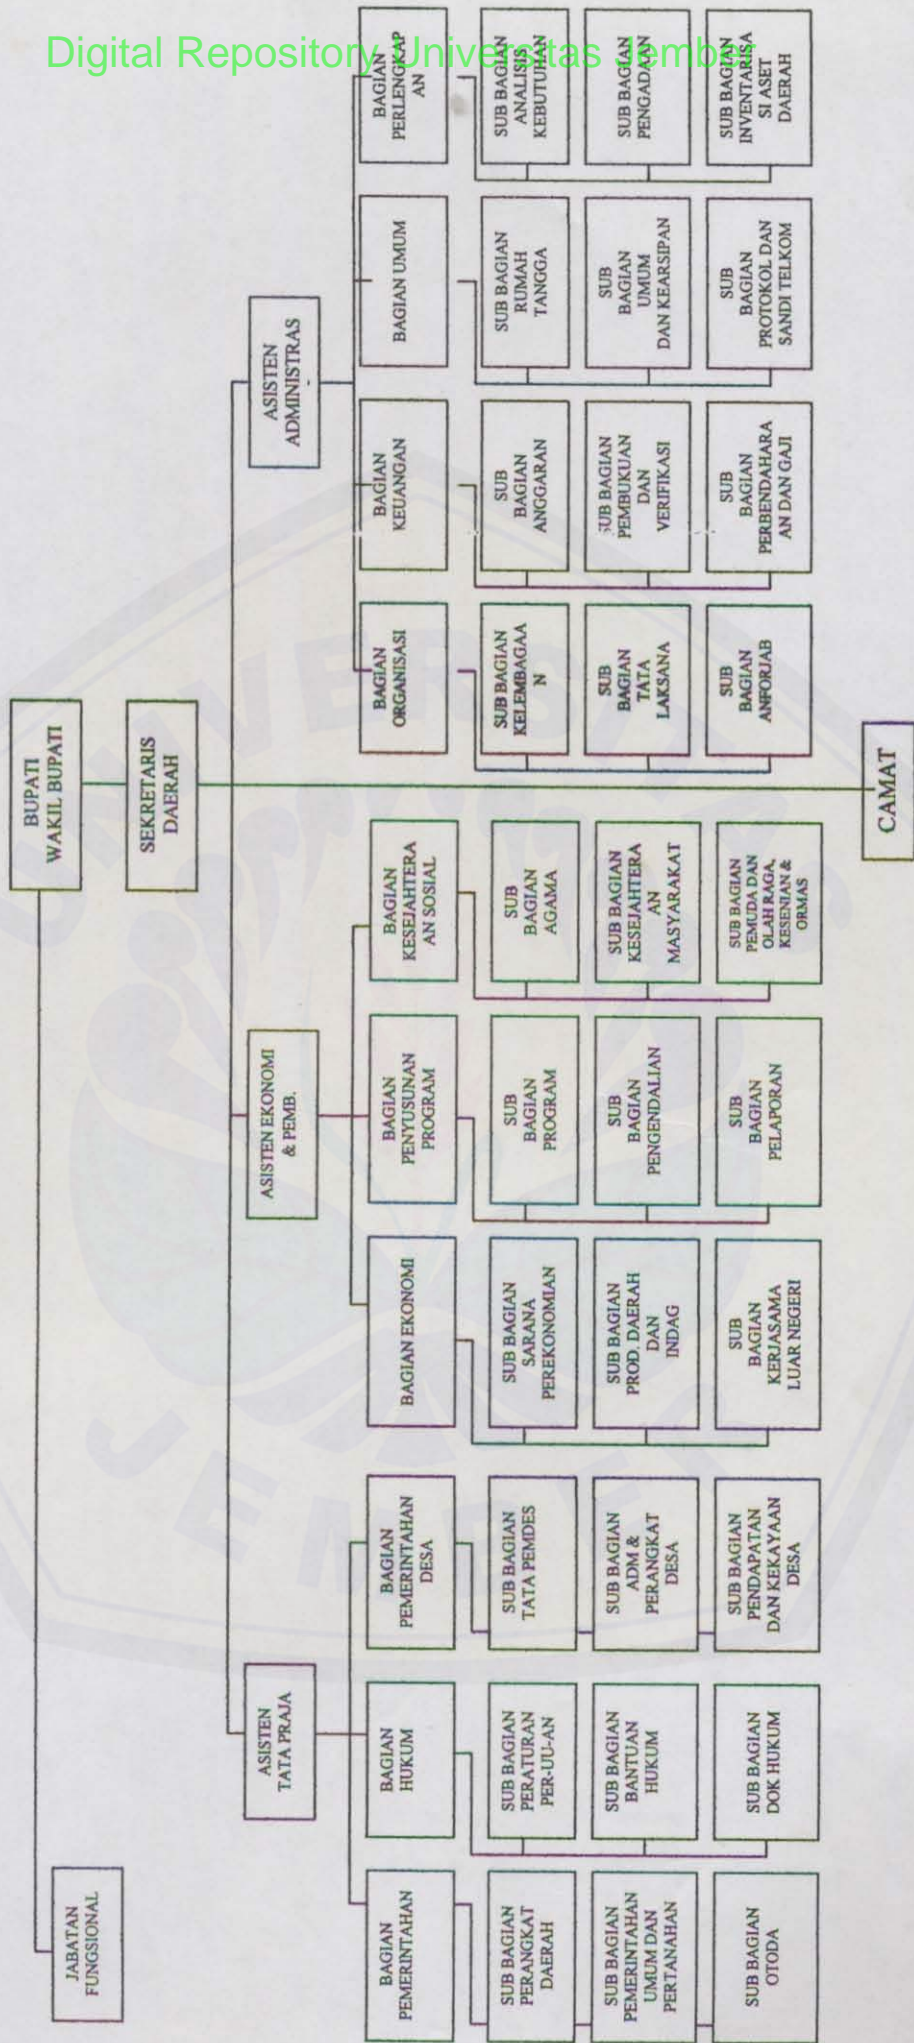 Digital Repository Universitas Jember
BUPATI
WAKIL BUPATI
JABATAN
FUNGSIONAL
SEKRETARIS
DAERAH
ASISTEN
TATA PRAJA
ASISTEN EKONOMI
& PEMB.
ASISTEN
ADMINISTRAS
BAGIAN
PEMERINTAHAN
SUB BAGIAN
PERANGKAT
DAERAH
SUB BAGIAN
PEMERINTAHAN
UMUM DAN
PERTANAHAN
SUB BAGIAN
OTODA
BAGIAN
HUKUM
SUB BAGIAN
PERATURAN
PER-UU-AN
SUB BAGIAN
BANTUAN
HUKUM
SUB BAGIAN
DOK HUKUM
BAGIAN
PEMERINTAHAN
DESA
SUB BAGIAN
TATA PEMDES
SUB BAGIAN
ADM &
PERANGKAT
DESA
SUB BAGIAN
PENDAPATAN
DAN KEKAYAAN
DESA
BAGIAN EKONOMI
SUB BAGIAN
SARANA
PEREKONOMIAN
SUB BAGIAN
PROD. DAERAH
DAN
INDAG
SUB
BAGIAN
KERJASAMA
LUAR NEGERI
BAGIAN
PENYUSUNAN
PROGRAM
SUB
BAGIAN
PROGRAM
SUB
BAGIAN
PENGENDALIAN
SUB
BAGIAN
PELAPORAN
BAGIAN
KESEJAHTERA
AN SOSIAL
SUB
BAGIAN
AGAMA
SUB BAGIAN
KESEJAHTERA
AN
MASYARAKAT
SUB BAGIAN
PEMUDA DAN
OLAH RAGA,
KESENIAN &
ORMAS
BAGIAN
ORGANISASI
SUB BAGIAN
KELEMBAGAA
N
SUB
BAGIAN
TATA
LAKSANA
SUB
BAGIAN
ANFORJAB
BAGIAN
KEUANGAN
SUB
BAGIAN
ANGGARAN
SUB BAGIAN
PEMBUKUAN
DAN
VERIFIKASI
SUB
BAGIAN
PERBENDAHARA
AN DAN GAJI
BAGIAN UMUM
SUB BAGIAN
RUMAH
TANGGA
SUB
BAGIAN
UMUM
DAN KEARSIPAN
SUB
BAGIAN
PROTOKOL DAN
SANDI TELKOM
BAGIAN
PERLENGKAP
AN
SUB BAGIAN
ANALISIS
KEBUTUHAN
SUB BAGIAN
PENGADAAN
SUB BAGIAN
INVENTARISA
SI ASET
DAERAH
CAMAT
UNIVERSITAS
JEMBER